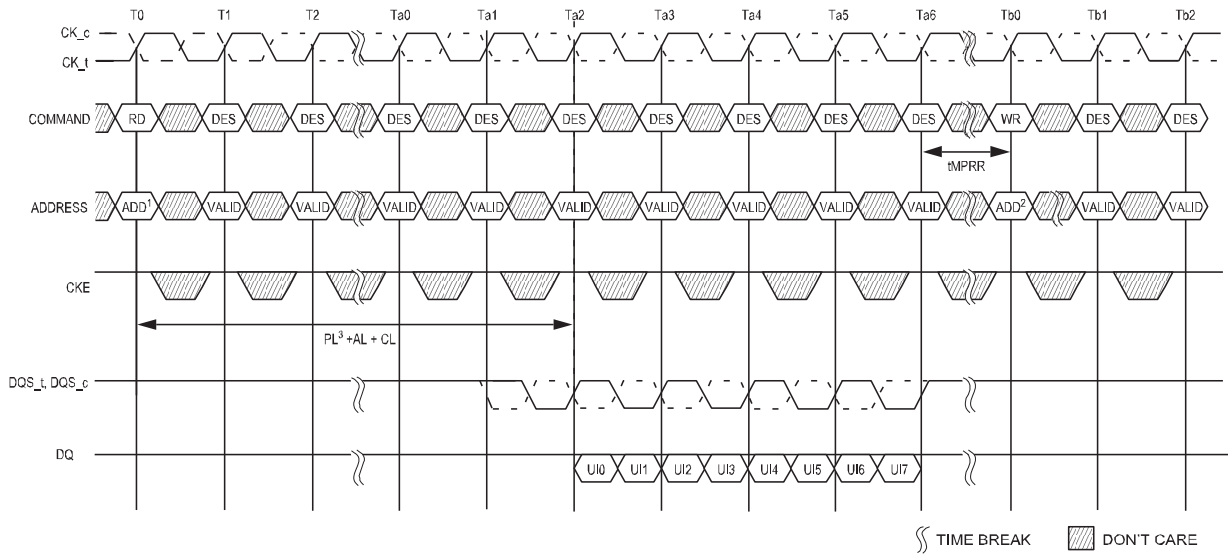 T0 T1 T2 Ta0 Ta1 Ta2 Ta3 Ta4 Ta5 Ta6 Tb0 Tb1 Tb2
CK_c
CK_t
COMMAND RD DES DES DES DES DES DES DES DES DES WR DES DES
tMPRR
ADDRESS ADD1 VALID VALID VALID VALID VALID VALID VALID VALID VALID ADD2 VALID VALID
CKE
PL3 +AL + CL
DQS_t, DQS_c
DQ UI0 UI1 UI2 UI3 UI4 UI5 UI6 UI7
TIME BREAK DON'T CARE